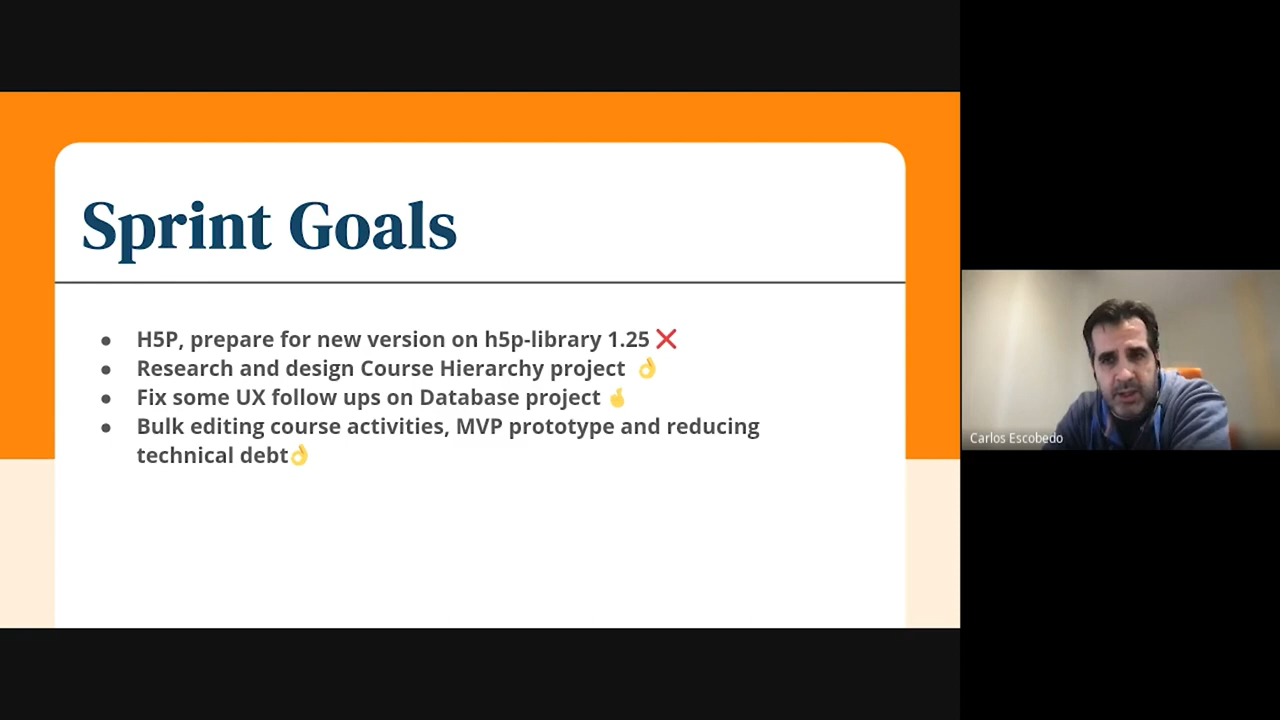 Sprint Goals
● H5P, prepare for new version on h5p-library 1.25 ❌
● Research and design Course Hierarchy project 👌
● Fix some UX follow ups on Database project 🤞
● Bulk editing course activities, MVP prototype and reducing
technical debt👌
Carlos Escobedo